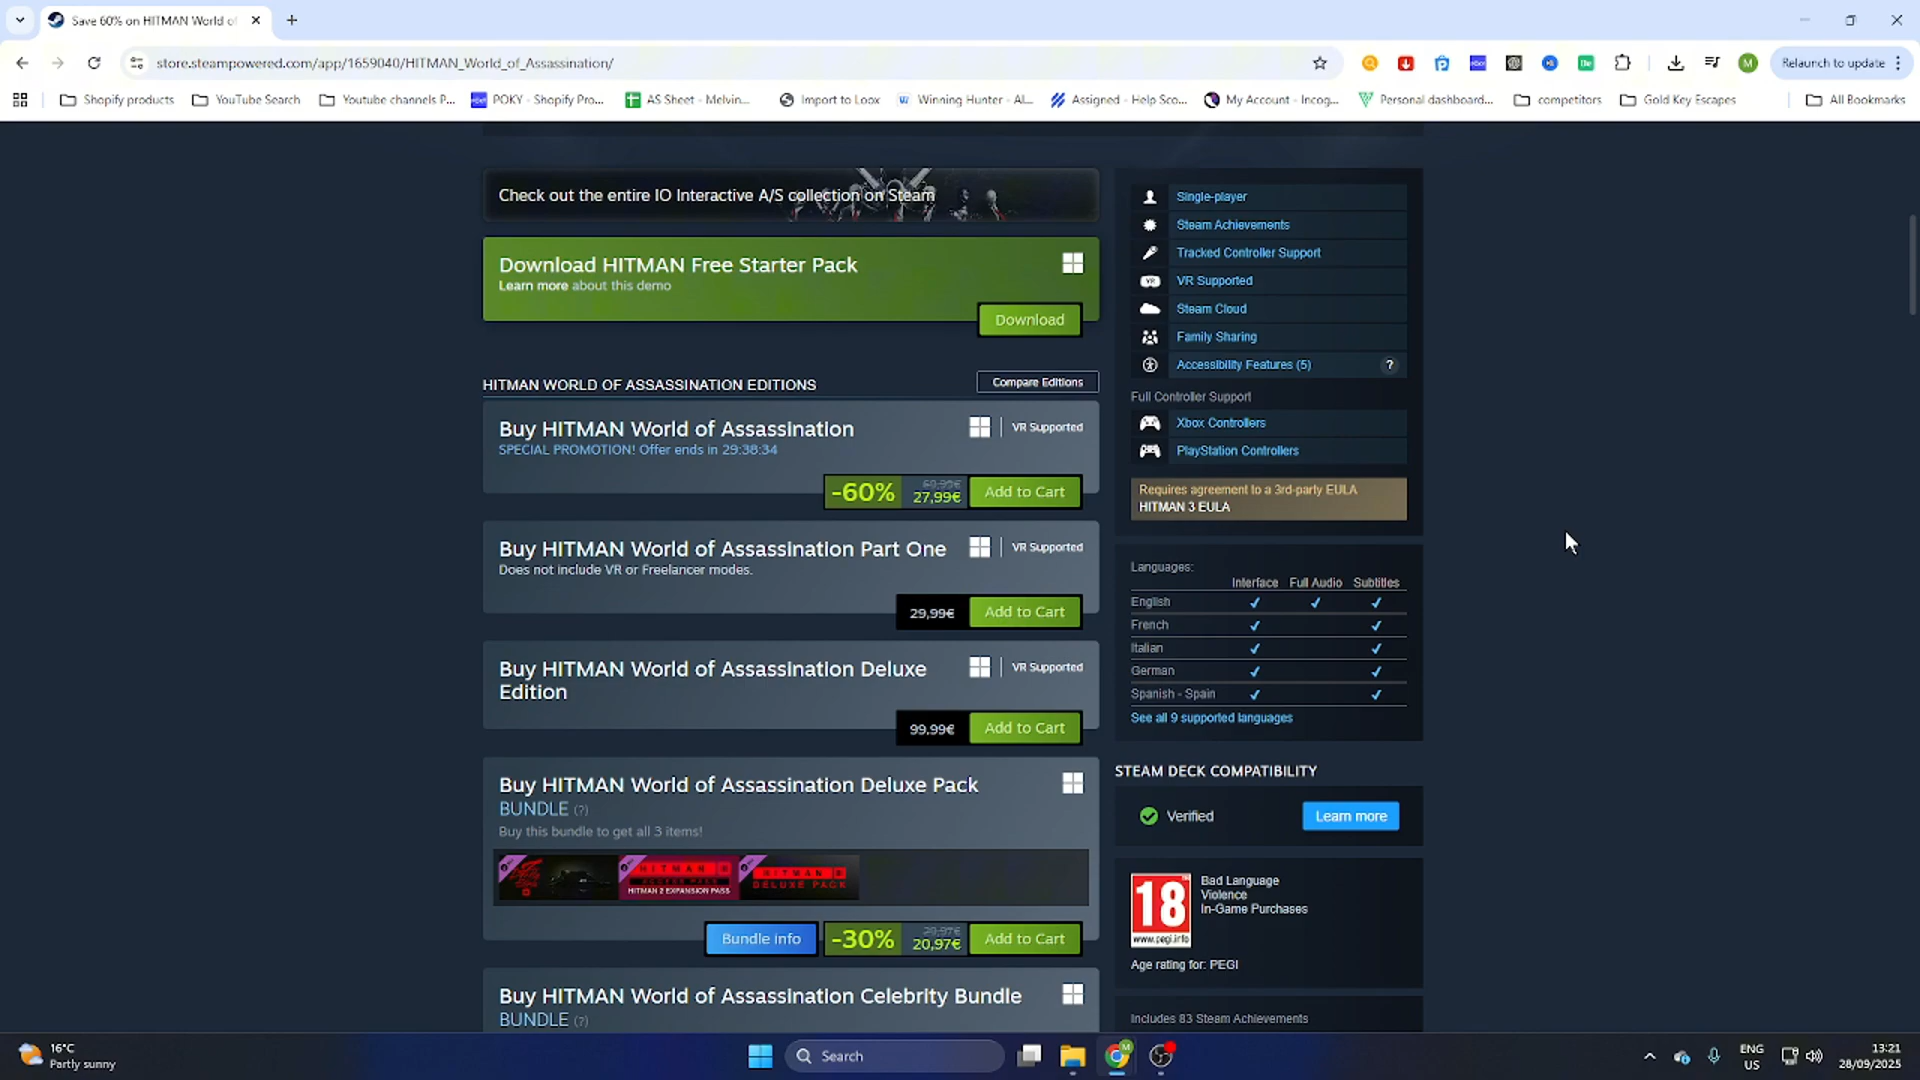 Save 60% on HITMAN World of
store.steampowered.com/app/1659040/HITMAN_World_of_Assassination/
Relaunch to update
Shopify products
YouTube Search
Youtube channels P...
POKY - Shopify Pro...
AS Sheet - Melvin...
Import to Loox
Winning Hunter - AI...
Assigned - Help Sco...
My Account - Incog...
Personal dashboard...
competitors
Gold Key Escapes
All Bookmarks
Check out the entire IO Interactive A/S collection on Steam
Download HITMAN Free Starter Pack
Learn more about this demo
Download
HITMAN WORLD OF ASSASSINATION EDITIONS
Compare Editions
Buy HITMAN World of Assassination
VR Supported
SPECIAL PROMOTION! Offer ends in 29:38:34
-60%
69,99€
27,99€
Add to Cart
Buy HITMAN World of Assassination Part One
VR Supported
Does not include VR or Freelancer modes.
29,99€
Add to Cart
Buy HITMAN World of Assassination Deluxe
Edition
VR Supported
99,99€
Add to Cart
Buy HITMAN World of Assassination Deluxe Pack
BUNDLE (?)
Buy this bundle to get all 3 items!
HITMAN
HITMAN 2 EXPANSION PASS
HITMAN
DELUXE PACK
Bundle info
-30%
29,97€
20,97€
Add to Cart
Buy HITMAN World of Assassination Celebrity Bundle
BUNDLE (?)
Single-player
Steam Achievements
Tracked Controller Support
VR
VR Supported
Steam Cloud
Family Sharing
Accessibility Features (5)
?
Full Controller Support
Xbox Controllers
PlayStation Controllers
Requires agreement to a 3rd-party EULA
HITMAN 3 EULA
Languages:
Interface Full Audio Subtitles
English ✔ ✔ ✔
French ✔ ✔
Italian ✔ ✔
German ✔ ✔
Spanish - Spain ✔ ✔
See all 9 supported languages
STEAM DECK COMPATIBILITY
Verified
Learn more
18
www.pegi.info
Bad Language
Violence
In-Game Purchases
Age rating for: PEGI
Includes 83 Steam Achievements
16°C
Partly sunny
Search
ENG
US
13:21
28/09/2025